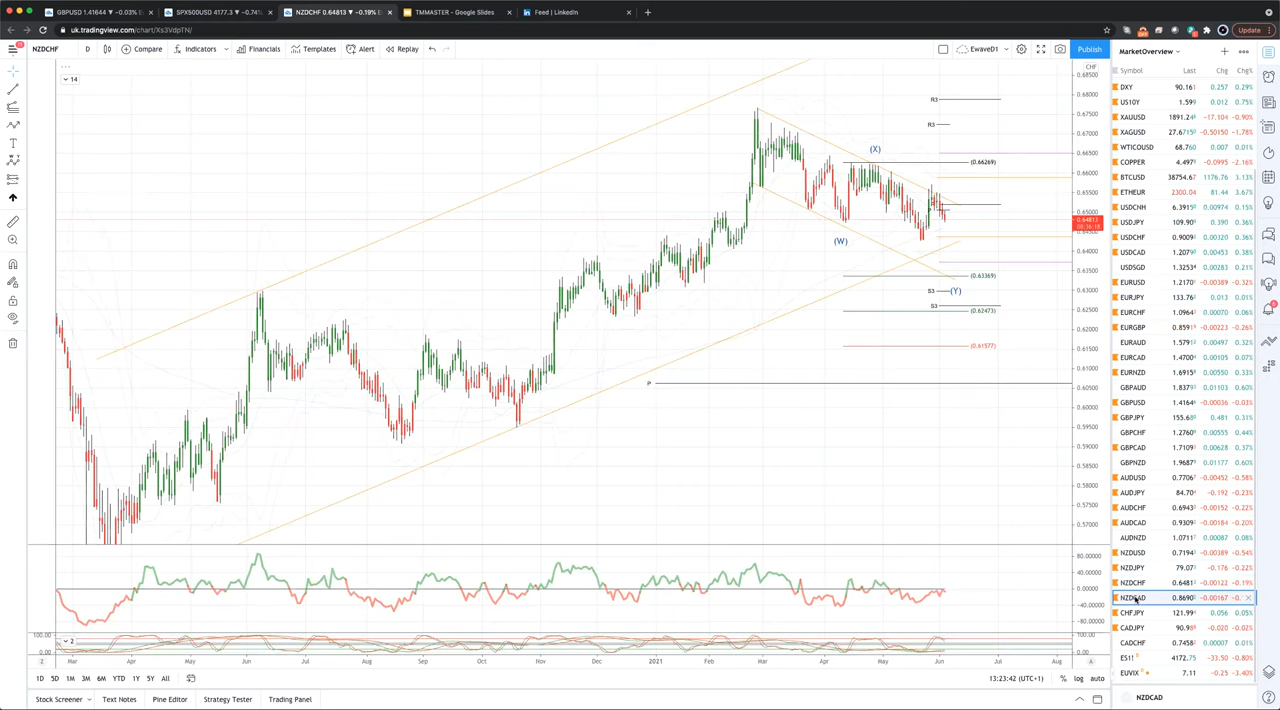 GBPUSD 1.41644 ▼ −0.03% E
SPX500USD 4177.3 ▼ −0.74%
NZDCHF 0.64813 ▼ −0.19% E
TMMASTER - Google Slides
Feed | LinkedIn
uk.tradingview.com/chart/Xs3VdpTN/
Update
NZDCHF D Compare Indicators Financials Templates Alert Replay EwaveD1 Publish
MarketOverview
Symbol Last Chg Chg%
14
CHF
DXY 90.161 0.257 0.29%
US10Y 1.599 0.012 0.75%
XAUUSD 1891.24 −17.104 −0.90%
XAGUSD 27.6715 −0.50150 −1.78%
WTICOUSD 68.760 0.007 0.01%
COPPER 4.497 −0.0995 −2.16%
BTCUSD 38754.67 1176.76 3.13%
ETHEUR 2300.04 81.44 3.67%
USDCNH 6.3915 0.00974 0.15%
USDJPY 109.90 0.390 0.36%
USDCHF 0.9009 0.00320 0.36%
USDCAD 1.2079 0.00453 0.38%
USDSGD 1.3253 0.00283 0.21%
EURUSD 1.2170 −0.00389 −0.32%
EURJPY 133.76 0.013 0.01%
EURCHF 1.0964 0.00070 0.06%
EURGBP 0.8591 −0.00223 −0.26%
EURAUD 1.5791 0.00497 0.32%
EURCAD 1.4700 0.00105 0.07%
EURNZD 1.6915 0.00550 0.33%
GBPAUD 1.8379 0.01103 0.60%
GBPUSD 1.4164 −0.00036 −0.03%
GBPJPY 155.68 0.481 0.31%
GBPCHF 1.2760 0.00555 0.44%
GBPCAD 1.7109 0.00628 0.37%
GBPNZD 1.9687 0.01177 0.60%
AUDUSD 0.7706 −0.00452 −0.58%
AUDJPY 84.70 −0.192 −0.23%
AUDCHF 0.6943 −0.00152 −0.22%
AUDCAD 0.9309 −0.00184 −0.20%
AUDNZD 1.0711 0.00087 0.08%
NZDUSD 0.7194 −0.00389 −0.54%
NZDJPY 79.07 −0.176 −0.22%
NZDCHF 0.6481 −0.00122 −0.19%
NZDCAD 0.8690 −0.00167 −0.
CHFJPY 121.99 0.056 0.05%
CADJPY 90.98 −0.020 −0.02%
CADCHF 0.7458 0.00007 0.01%
ES1! 4172.75 −33.50 −0.80%
EUVIX 7.11 −0.25 −3.40%
NZDCAD
0.68500
0.68000
0.67500
0.67000
0.66500
0.66000
0.65500
0.65000
0.64813
08:36:18
0.64000
0.63500
0.63000
0.62500
0.62000
0.61500
0.61000
0.60500
0.60000
0.59500
0.59000
0.58500
0.58000
0.57500
0.57000
R3
R3
(X)
(0.66269)
(W)
(0.63369)
S3
(Y)
S3
(0.62473)
(0.61577)
P
80.00000
40.00000
0.00000
−40.00000
−80.00000
100.00
2
100.00
0.00
Z Mar Apr May Jun Jul Aug Sep Oct Nov Dec 2021 Feb Mar Apr May Jun Jul Aug A
1D 5D 1M 3M 6M YTD 1Y 5Y All
13:23:42 (UTC+1) % log auto
Stock Screener Text Notes Pine Editor Strategy Tester Trading Panel